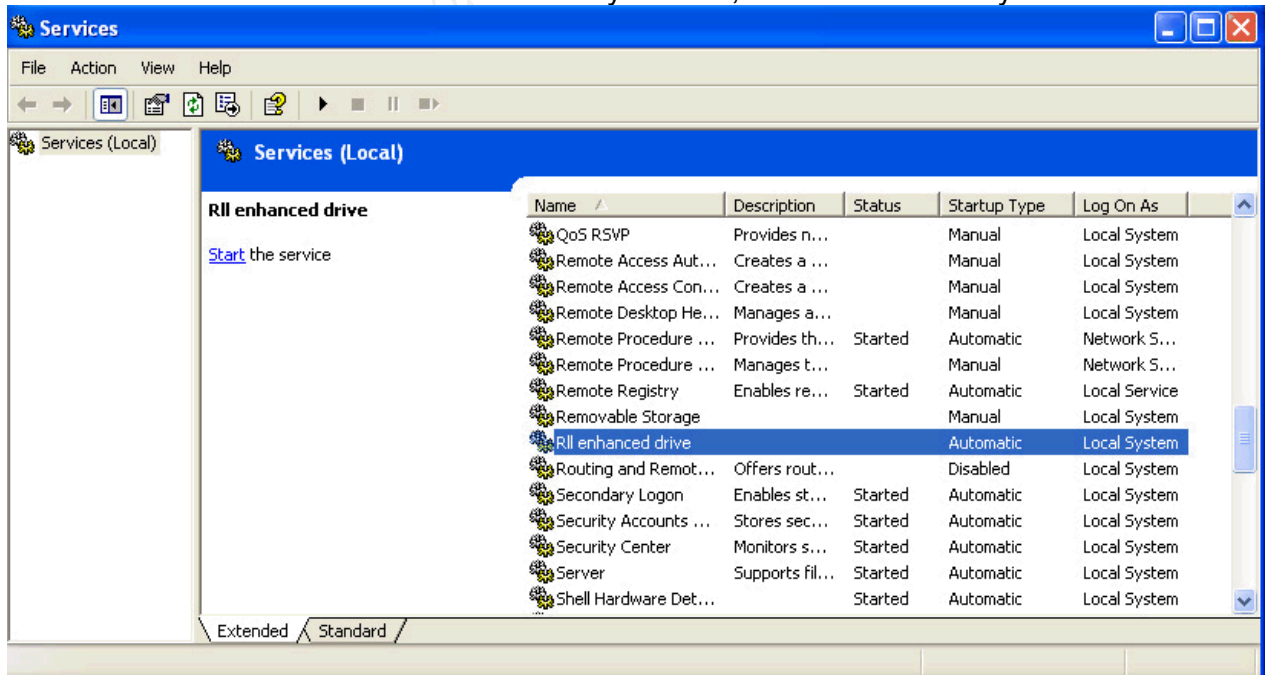 Services
File Action View Help
Services (Local)
Services (Local)
Rll enhanced drive
Start the service
Name Description Status Startup Type Log On As
QoS RSVP Provides n... Manual Local System
Remote Access Aut... Creates a ... Manual Local System
Remote Access Con... Creates a ... Manual Local System
Remote Desktop He... Manages a... Manual Local System
Remote Procedure ... Provides th... Started Automatic Network S...
Remote Procedure ... Manages t... Manual Network S...
Remote Registry Enables re... Started Automatic Local Service
Removable Storage Manual Local System
Rll enhanced drive Automatic Local System
Routing and Remot... Offers rout... Disabled Local System
Secondary Logon Enables st... Started Automatic Local System
Security Accounts ... Stores sec... Started Automatic Local System
Security Center Monitors s... Started Automatic Local System
Server Supports fil... Started Automatic Local System
Shell Hardware Det... Started Automatic Local System
Extended Standard